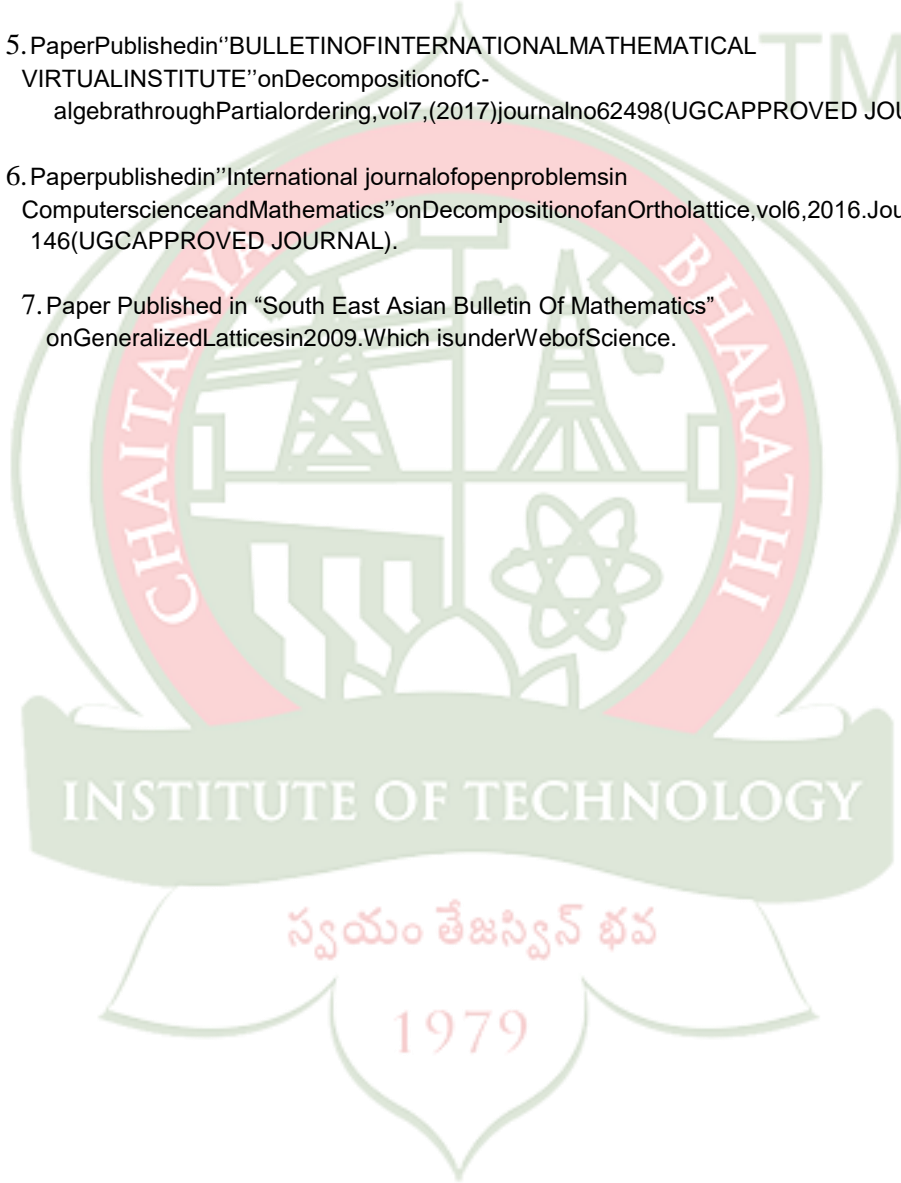 5. PaperPublishedin‘’BULLETINOFINTERNATIONALMATHEMATICAL
VIRTUALINSTITUTE’’onDecompositionofC-
algebrathroughPartialordering,vol7,(2017)journalno62498(UGCAPPROVED JOU
6. Paperpublishedin’’International journalofopenproblemsin
ComputerscienceandMathematics’’onDecompositionofanOrtholattice,vol6,2016.Jou
146(UGCAPPROVED JOURNAL).
7. Paper Published in “South East Asian Bulletin Of Mathematics”
onGeneralizedLatticesin2009.Which isunderWebofScience.
TM
CHAITANYA BHARATHI
INSTITUTE OF TECHNOLOGY
స్వయం తేజస్విన్ భవ
1979